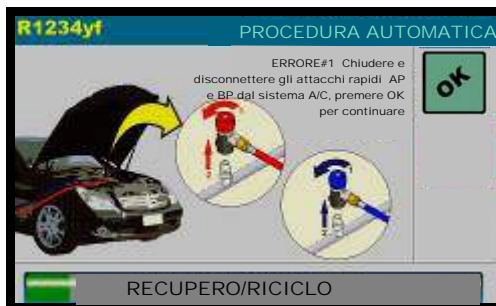 R1234yf
PROCEDURA AUTOMATICA
ERRORE#1 Chiudere e
disconnettere gli attacchi rapidi AP
e BP dal sistema A/C, premere OK
per continuare
OK
RECUPERO/RICICLO